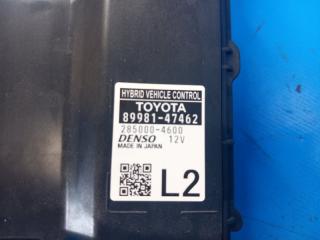 HYBRID VEHICLE CONTROL
TOYOTA
89981-47462
285000-4600
DENSO 12V
MADE IN JAPAN
L2